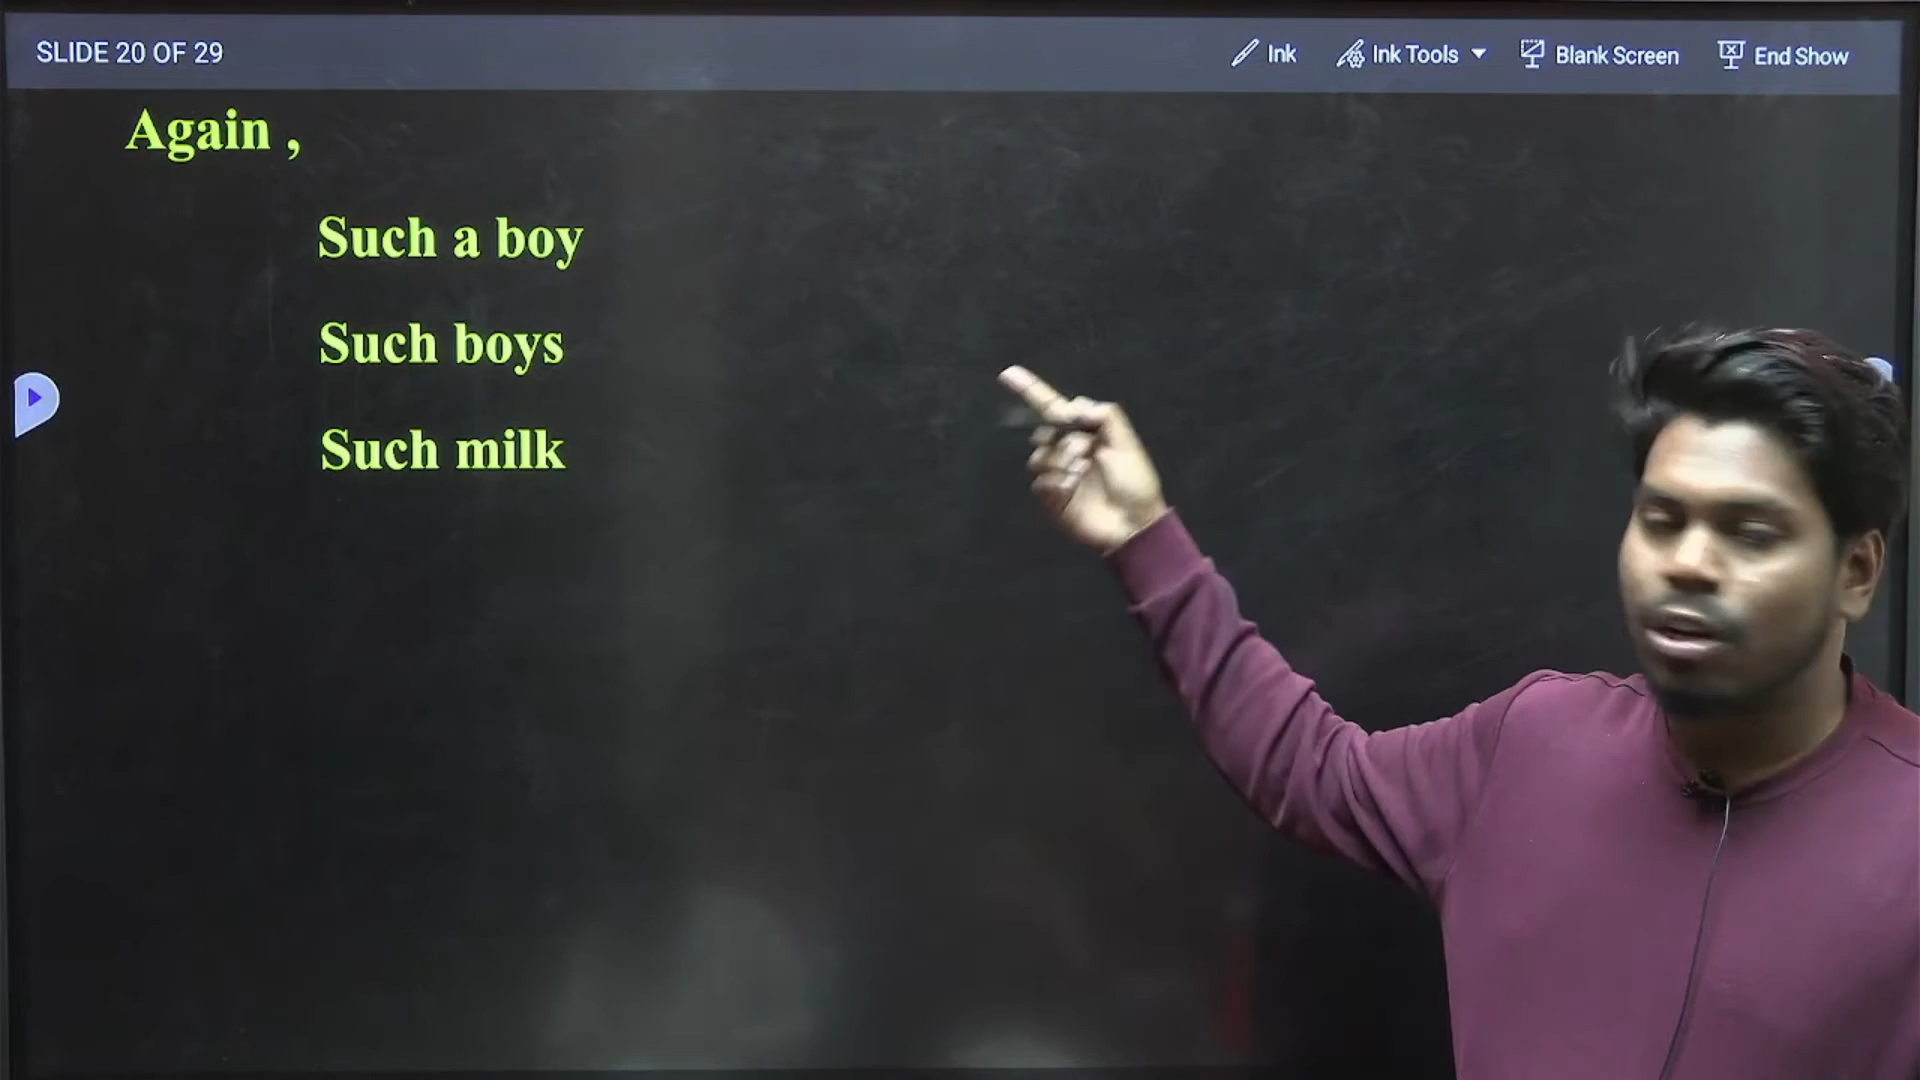 SLIDE 20 OF 29
Ink
Ink Tools
Blank Screen
End Show
Again ,
Such a boy
Such boys
Such milk